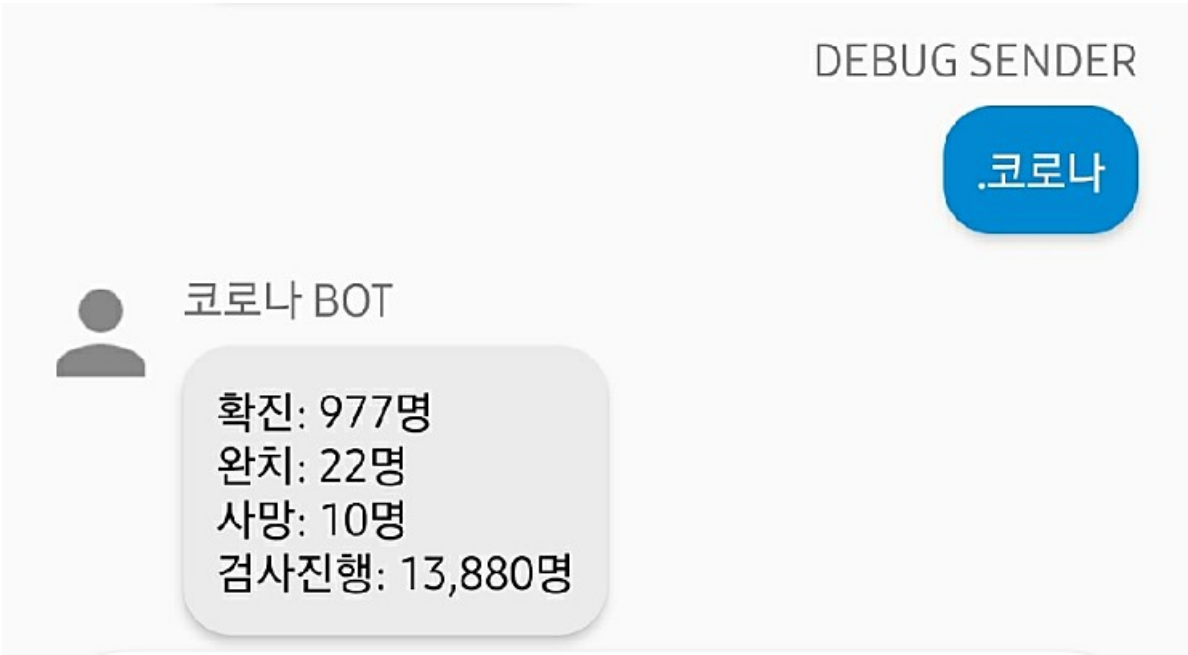 DEBUG SENDER
.코로나
코로나 BOT
확진: 977명
완치: 22명
사망: 10명
검사진행: 13,880명